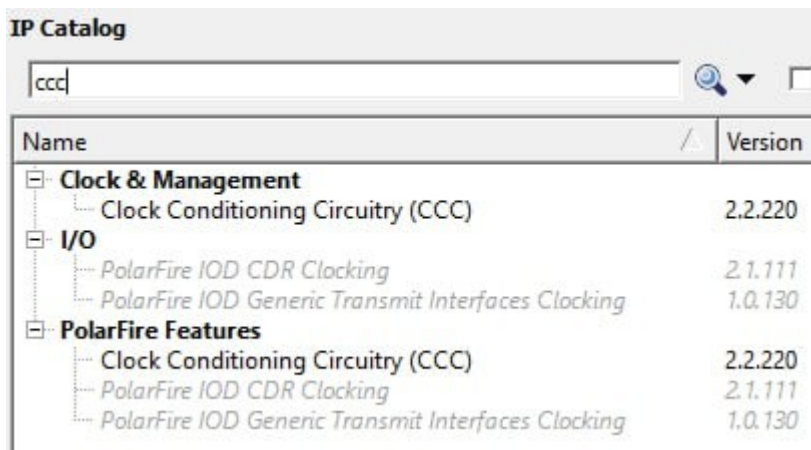 IP Catalog
ccc
Name Version
Clock & Management
Clock Conditioning Circuitry (CCC) 2.2.220
I/O
PolarFire IOD CDR Clocking 2.1.111
PolarFire IOD Generic Transmit Interfaces Clocking 1.0.130
PolarFire Features
Clock Conditioning Circuitry (CCC) 2.2.220
PolarFire IOD CDR Clocking 2.1.111
PolarFire IOD Generic Transmit Interfaces Clocking 1.0.130